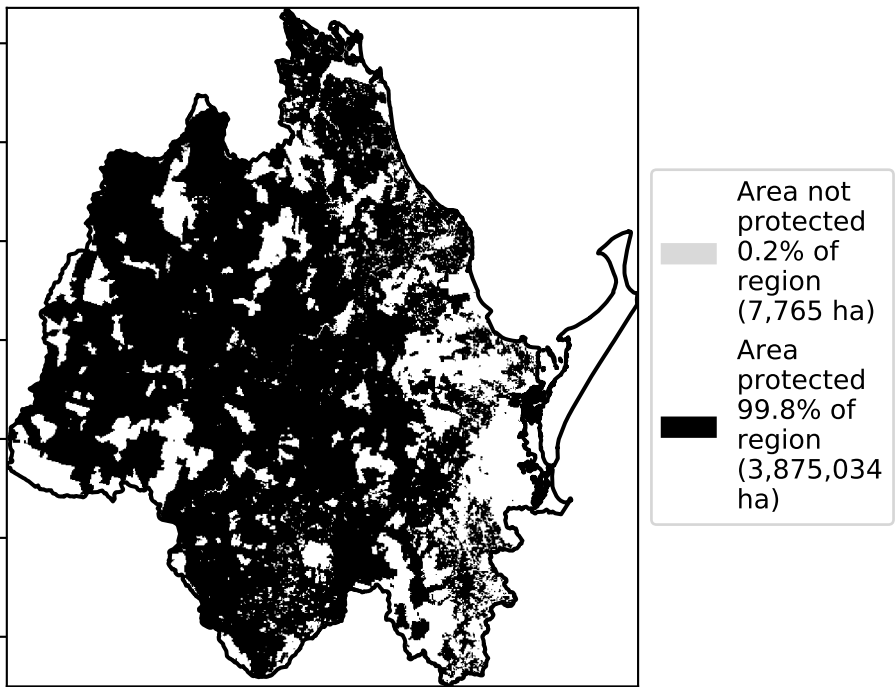 Area not
protected
0.2% of
region
(7,765 ha)
Area
protected
99.8% of
region
(3,875,034
ha)